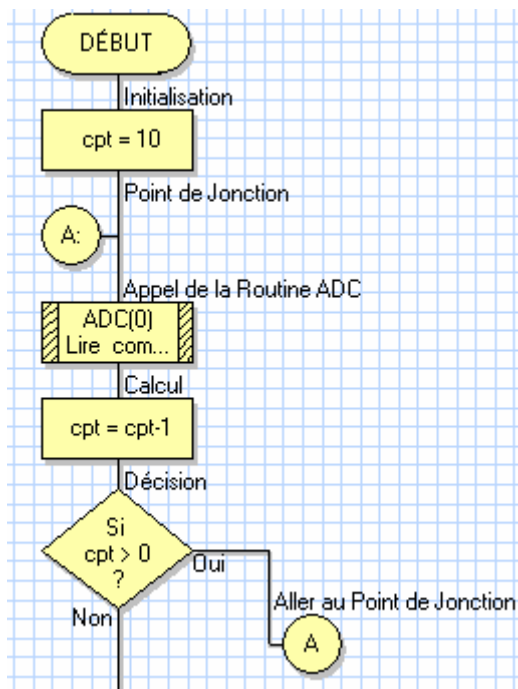 DÉBUT
Initialisation
cpt = 10
Point de Jonction
A:
Appel de la Routine ADC
ADC(0)
Lire com...
Calcul
cpt = cpt-1
Décision
Si
cpt > 0
?
Oui
Non
Aller au Point de Jonction
A